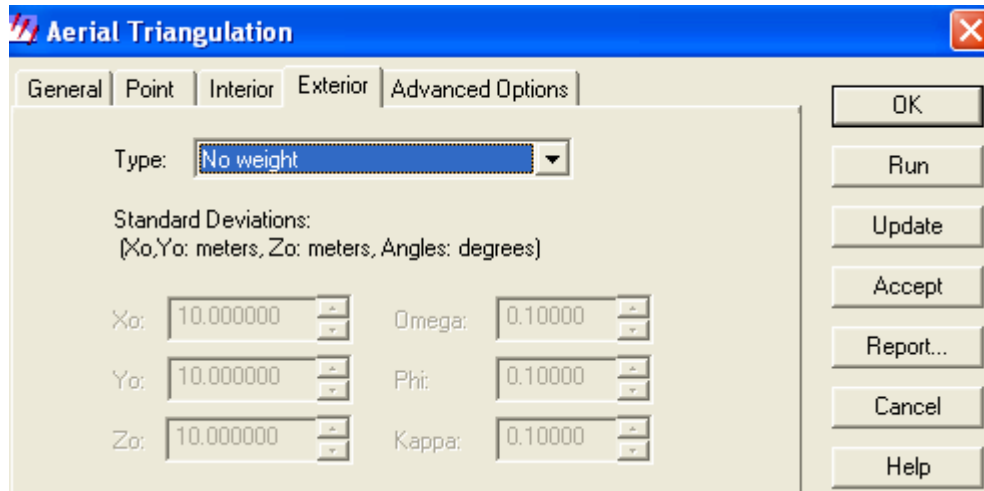 Aerial Triangulation
General Point Interior Exterior Advanced Options
Type: No weight
Standard Deviations:
(Xo,Yo: meters, Zo: meters, Angles: degrees)
Xo: 10.000000 Omega: 0.10000
Yo: 10.000000 Phi: 0.10000
Zo: 10.000000 Kappa: 0.10000
OK
Run
Update
Accept
Report...
Cancel
Help